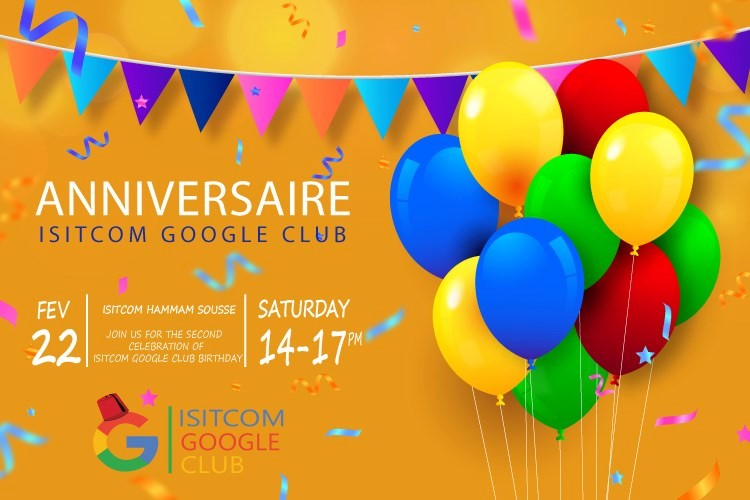 ANNIVERSAIRE
ISITCOM GOOGLE CLUB
FEV
22
ISITCOM HAMMAM SOUSSE
JOIN US FOR THE SECOND
CELEBRATION OF
ISITCOM GOOGLE CLUB BIRTHDAY
SATURDAY
14-17PM
G
ISITCOM
GOOGLE
CLUB